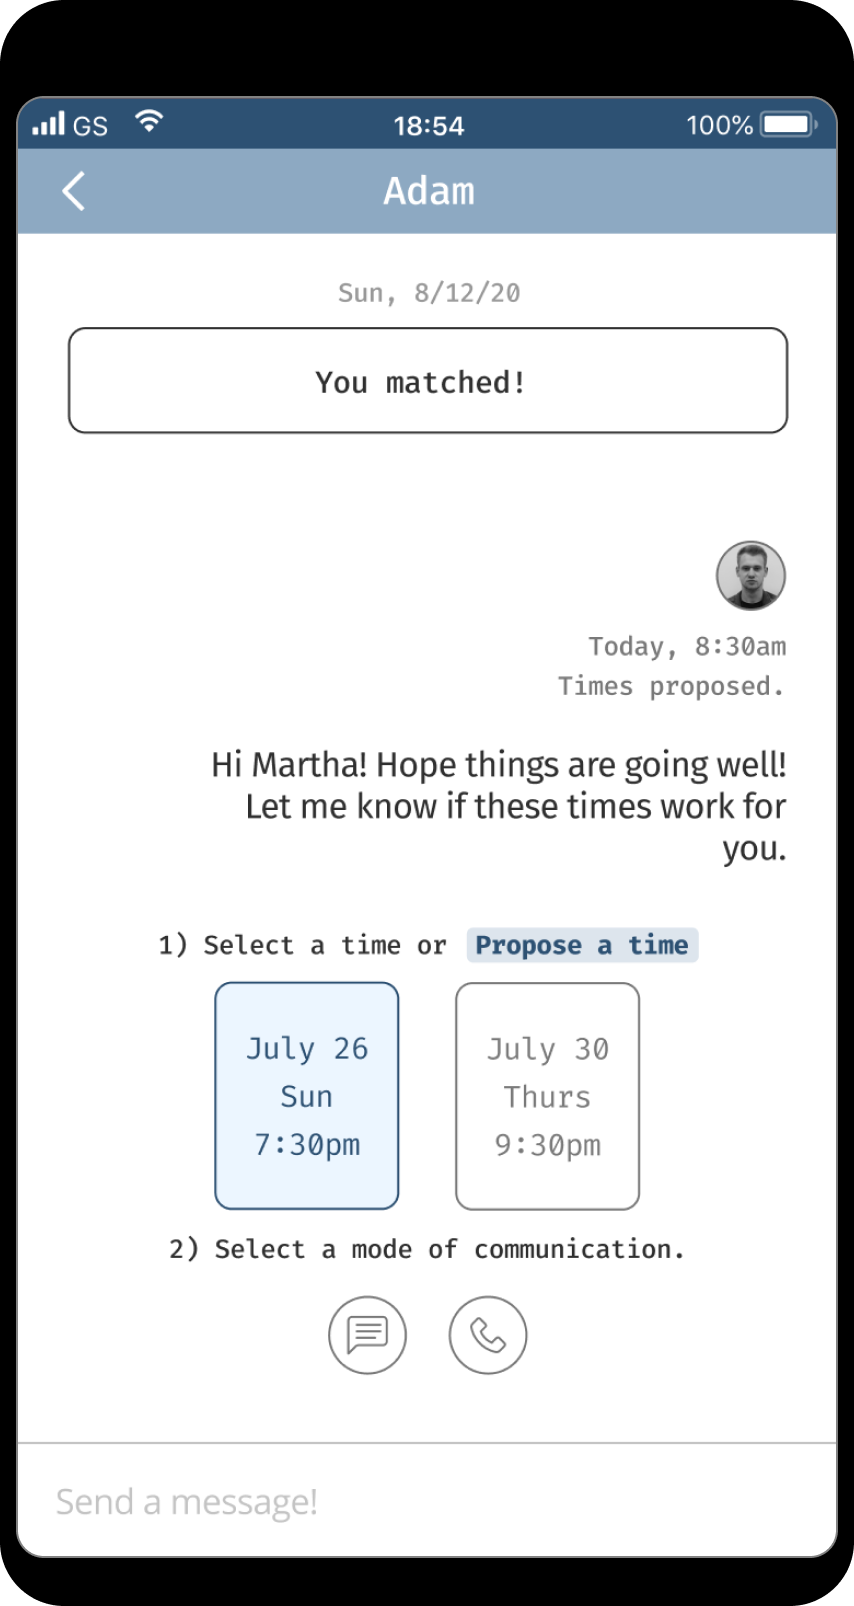 GS 18:54 100%
Adam
Sun, 8/12/20
You matched!
Today, 8:30am
Times proposed.
Hi Martha! Hope things are going well!
Let me know if these times work for
you.
1) Select a time or Propose a time
July 26
Sun
7:30pm
July 30
Thurs
9:30pm
2) Select a mode of communication.
Send a message!